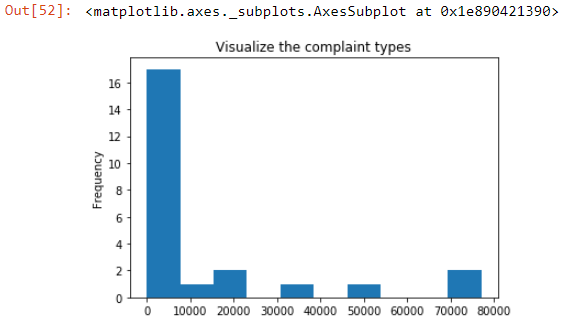 Out[52]: <matplotlib.axes._subplots.AxesSubplot at 0x1e890421390>
Visualize the complaint types
16
14
12
10
8
6
4
2
0
Frequency
0 10000 20000 30000 40000 50000 60000 70000 80000